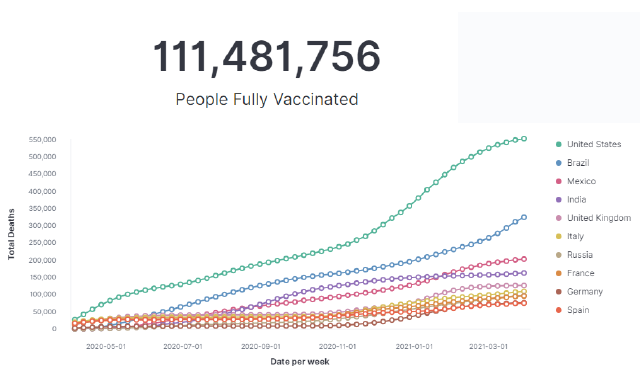 111,481,756
People Fully Vaccinated
550,000
500,000
450,000
400,000
350,000
300,000
250,000
200,000
150,000
100,000
50,000
0
Total Deaths
2020-05-01 2020-07-01 2020-09-01 2020-11-01 2021-01-01 2021-03-01
Date per week
United States
Brazil
Mexico
India
United Kingdom
Italy
Russia
France
Germany
Spain